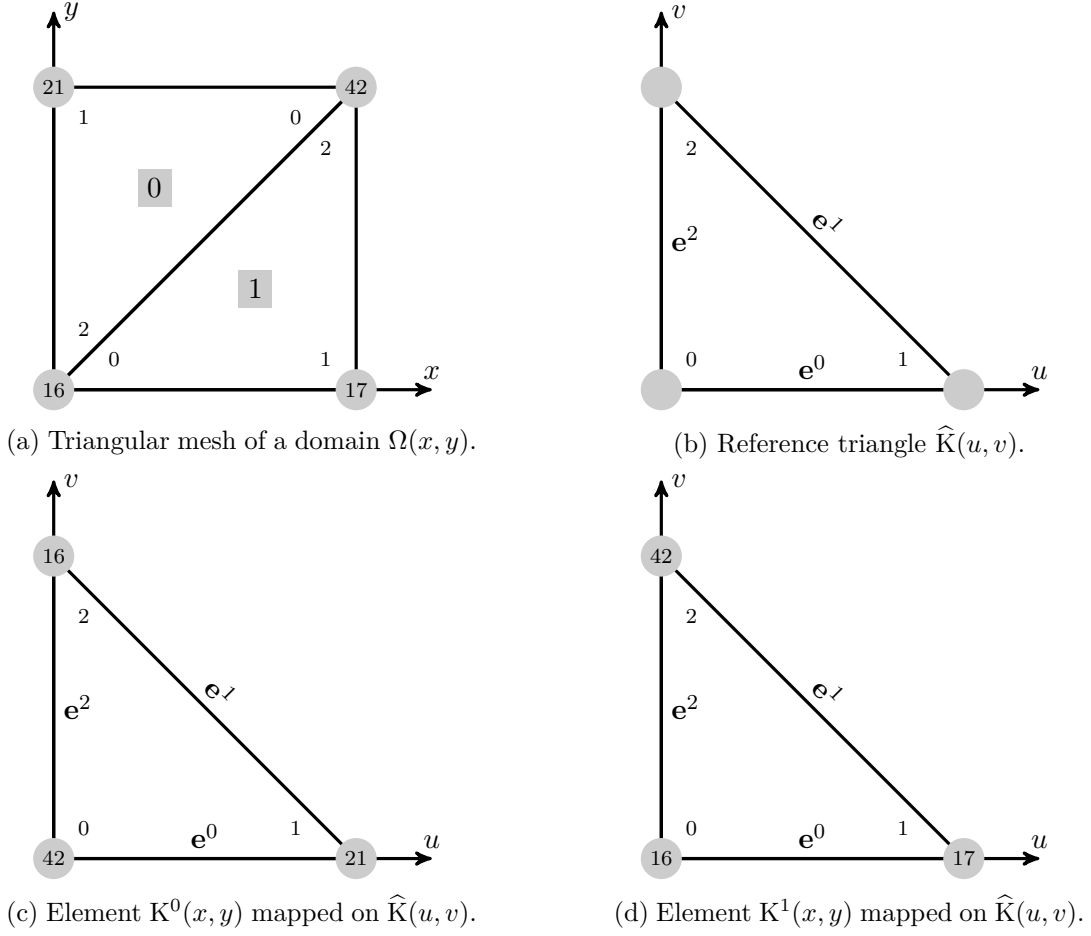 y
21
42
1
0
2
0
1
2
0
1
16
17
x
(a) Triangular mesh of a domain Ω(x, y).
v
2
e¹
e²
0
1
e⁰
u
(b) Reference triangle K̂(u, v).
v
16
2
e¹
e²
0
1
e⁰
u
42
21
(c) Element K⁰(x, y) mapped on K̂(u, v).
v
42
2
e¹
e²
0
1
e⁰
u
16
17
(d) Element K¹(x, y) mapped on K̂(u, v).